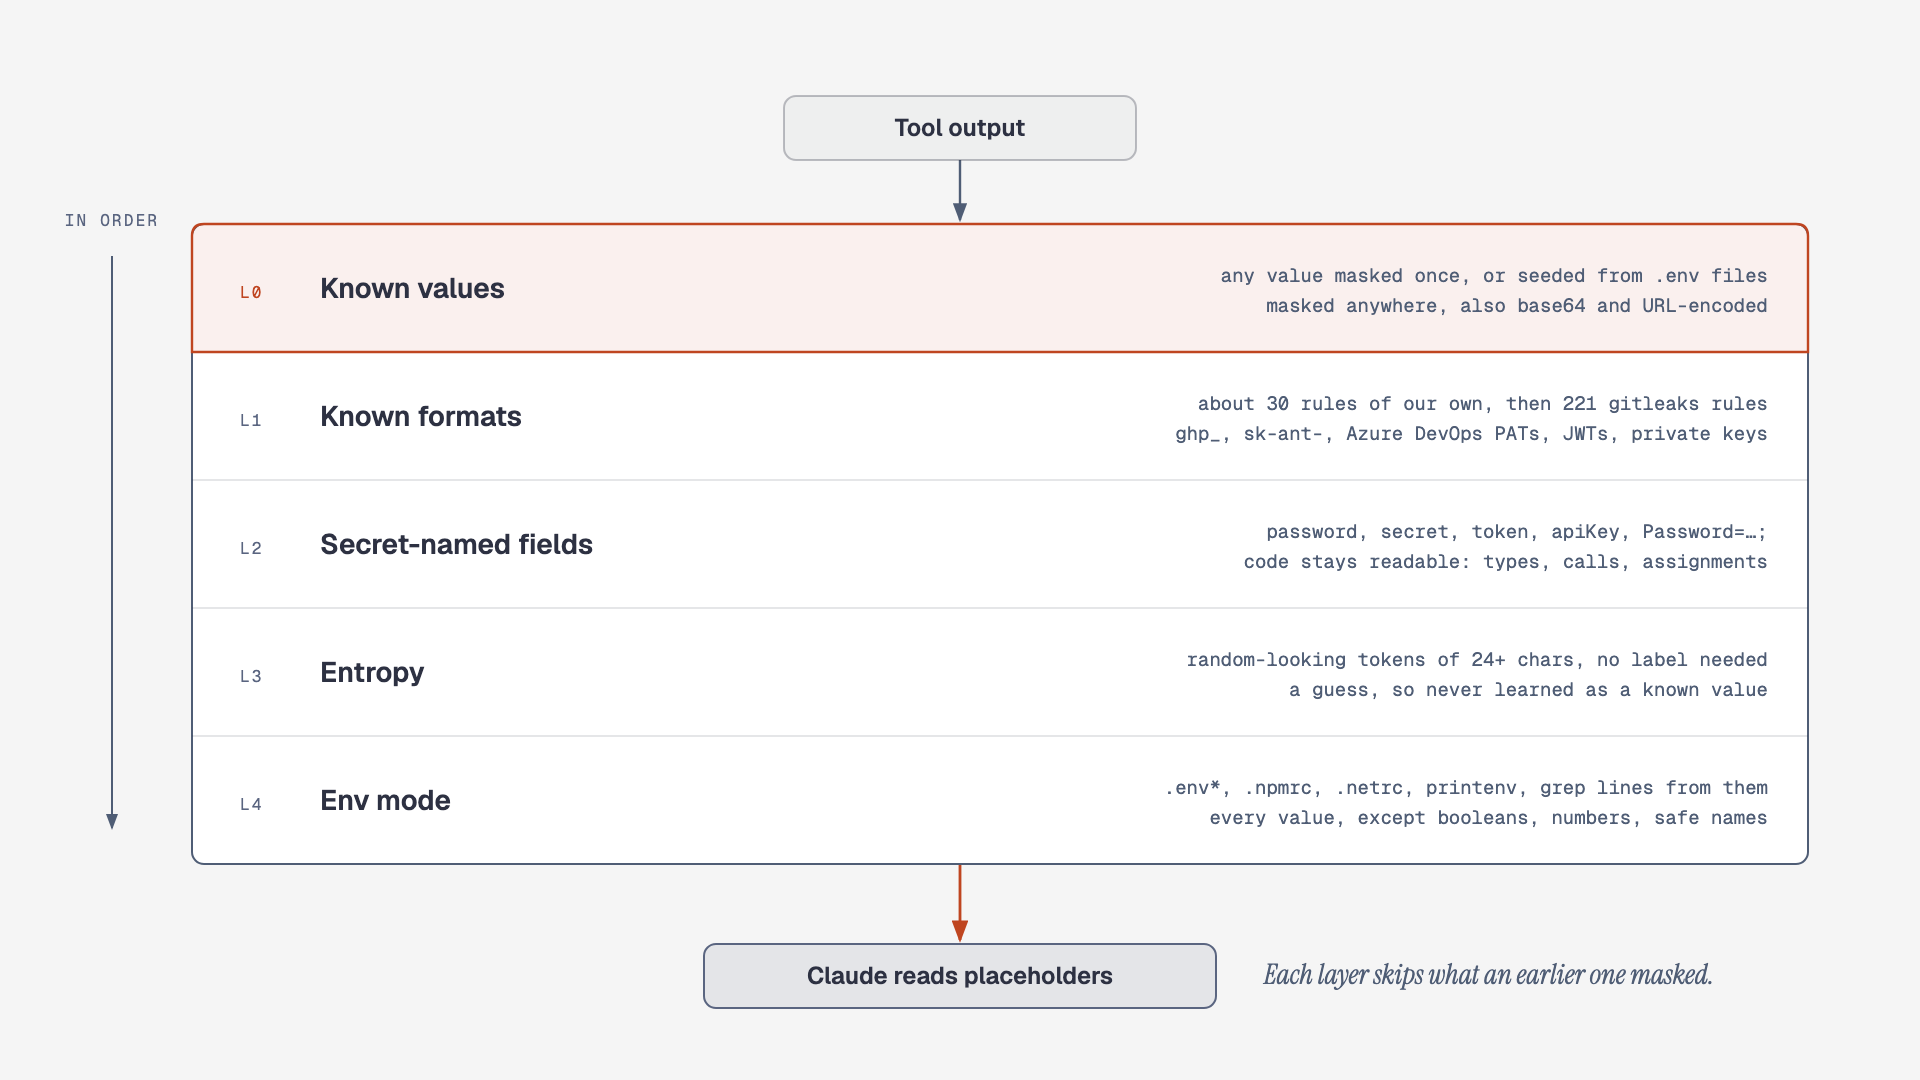 Tool output
IN ORDER
L0
Known values
any value masked once, or seeded from .env files
masked anywhere, also base64 and URL-encoded
L1
Known formats
about 30 rules of our own, then 221 gitleaks rules
ghp_, sk-ant-, Azure DevOps PATs, JWTs, private keys
L2
Secret-named fields
password, secret, token, apiKey, Password=…;
code stays readable: types, calls, assignments
L3
Entropy
random-looking tokens of 24+ chars, no label needed
a guess, so never learned as a known value
L4
Env mode
.env*, .npmrc, .netrc, printenv, grep lines from them
every value, except booleans, numbers, safe names
Claude reads placeholders
Each layer skips what an earlier one masked.